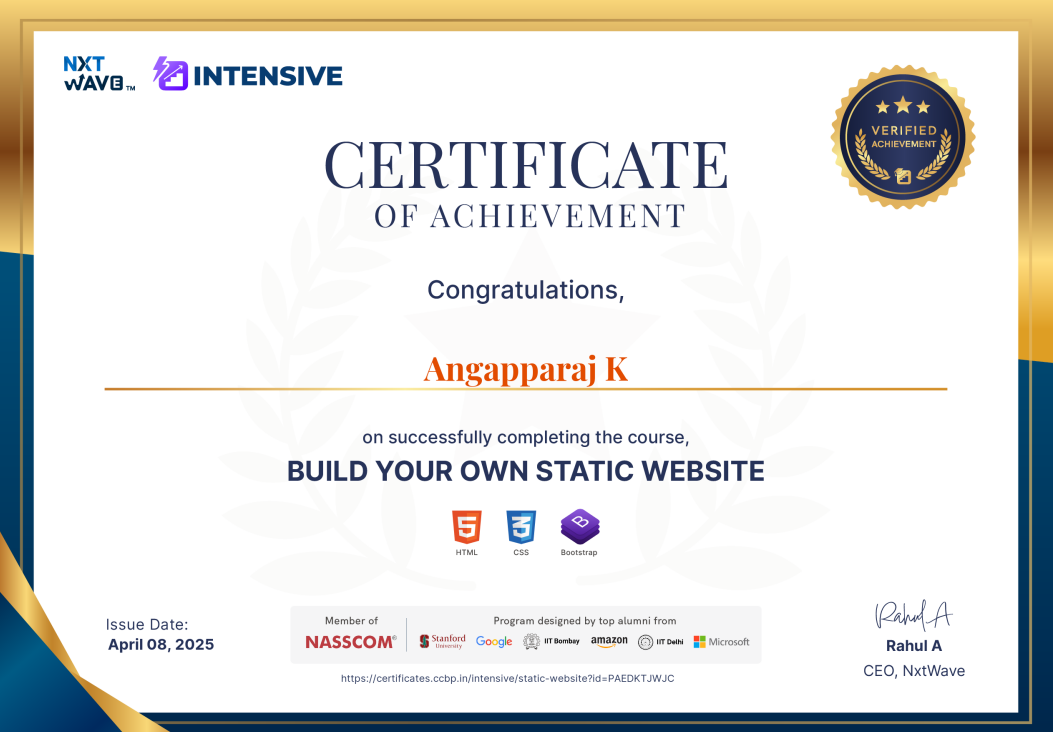 NXT
WAVE™
INTENSIVE
VERIFIED
ACHIEVEMENT
CERTIFICATE
OF ACHIEVEMENT
Congratulations,
Angapparaj K
on successfully completing the course,
BUILD YOUR OWN STATIC WEBSITE
HTML
CSS
Bootstrap
Issue Date:
April 08, 2025
Member of
NASSCOM®
Program designed by top alumni from
Stanford
University
Google
IIT Bombay
amazon
IIT Delhi
Microsoft
https://certificates.ccbp.in/intensive/static-website?id=PAEDKTJWJC
Rahul A
Rahul A
CEO, NxtWave